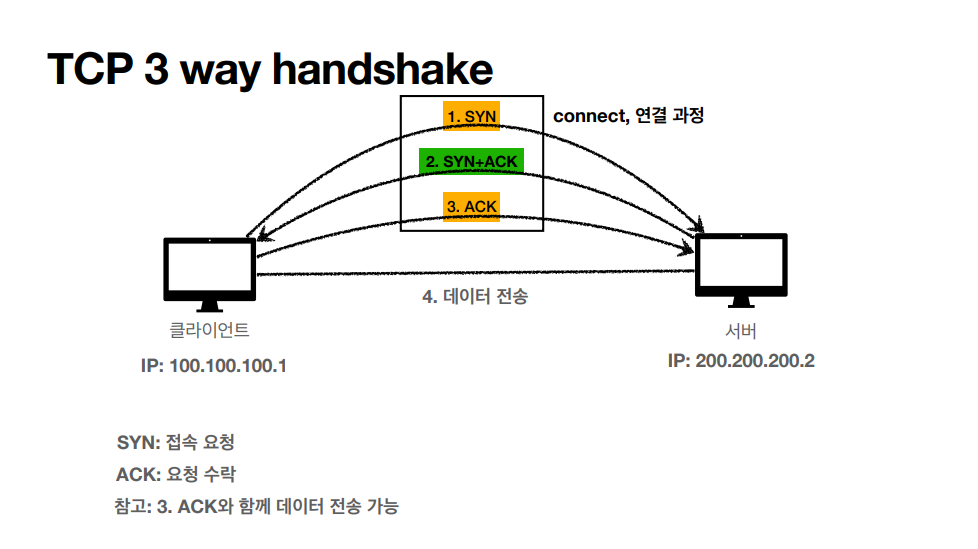 TCP 3 way handshake
1. SYN
connect, 연결 과정
2. SYN+ACK
3. ACK
4. 데이터 전송
클라이언트
서버
IP: 100.100.100.1
IP: 200.200.200.2
SYN: 접속 요청
ACK: 요청 수락
참고: 3. ACK와 함께 데이터 전송 가능